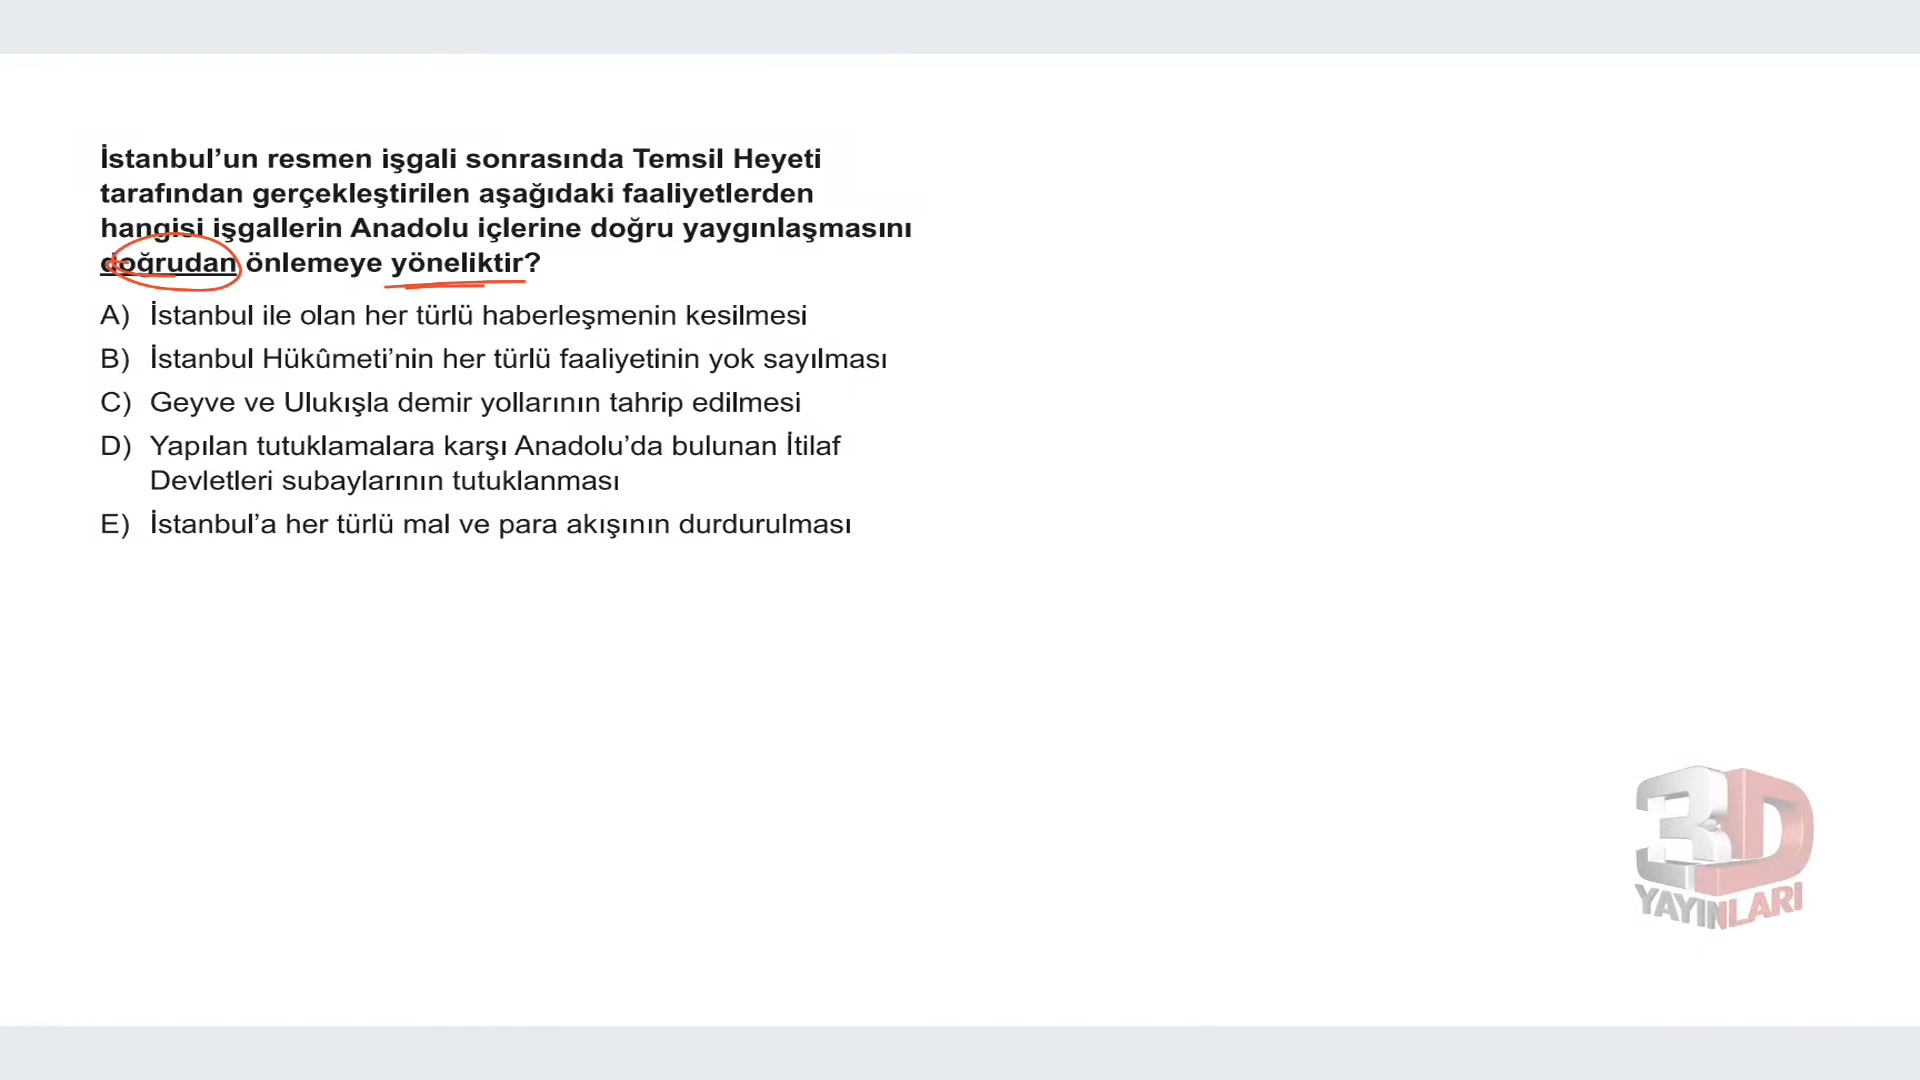 İstanbul’un resmen işgali sonrasında Temsil Heyeti
tarafından gerçekleştirilen aşağıdaki faaliyetlerden
hangisi işgallerin Anadolu içlerine doğru yaygınlaşmasını
doğrudan önlemeye yöneliktir?
A) İstanbul ile olan her türlü haberleşmenin kesilmesi
B) İstanbul Hükûmeti’nin her türlü faaliyetinin yok sayılması
C) Geyve ve Ulukışla demir yollarının tahrip edilmesi
D) Yapılan tutuklamalara karşı Anadolu’da bulunan İtilaf
Devletleri subaylarının tutuklanması
E) İstanbul’a her türlü mal ve para akışının durdurulması
3D
YAYINLARI